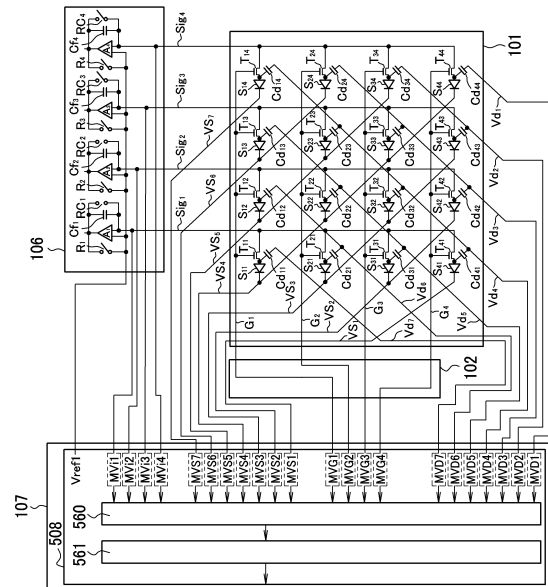 106
Cf1 RC1
Cf2 RC2
Cf3 RC3
Cf4 RC4
A1
R1
R2
R3
R4
Sig1
Sig2
Sig3
Sig4
VS7
VS6
VS5
VS4
VS3
VS2
VS1
101
T11
T12
T13
T14
S11
S12
S13
S14
Cd11
Cd12
Cd13
Cd14
T21
T22
T23
T24
S21
S22
S23
S24
Cd21
Cd22
Cd23
Cd24
T31
T32
T33
T34
S31
S32
S33
S34
Cd31
Cd32
Cd33
Cd34
T41
T42
T43
T44
S41
S42
S43
S44
Cd41
Cd42
Cd43
Cd44
G1
G2
G3
G4
Vd1
Vd2
Vd3
Vd4
Vd5
Vd6
Vd7
102
107
508
Vref1
MVi1
MVi2
MVi3
MVi4
MVS7
MVS6
MVS5
MVS4
MVS3
MVS2
MVS1
MVG1
MVG2
MVG3
MVG4
MVD7
MVD6
MVD5
MVD4
MVD3
MVD2
MVD1
560
561